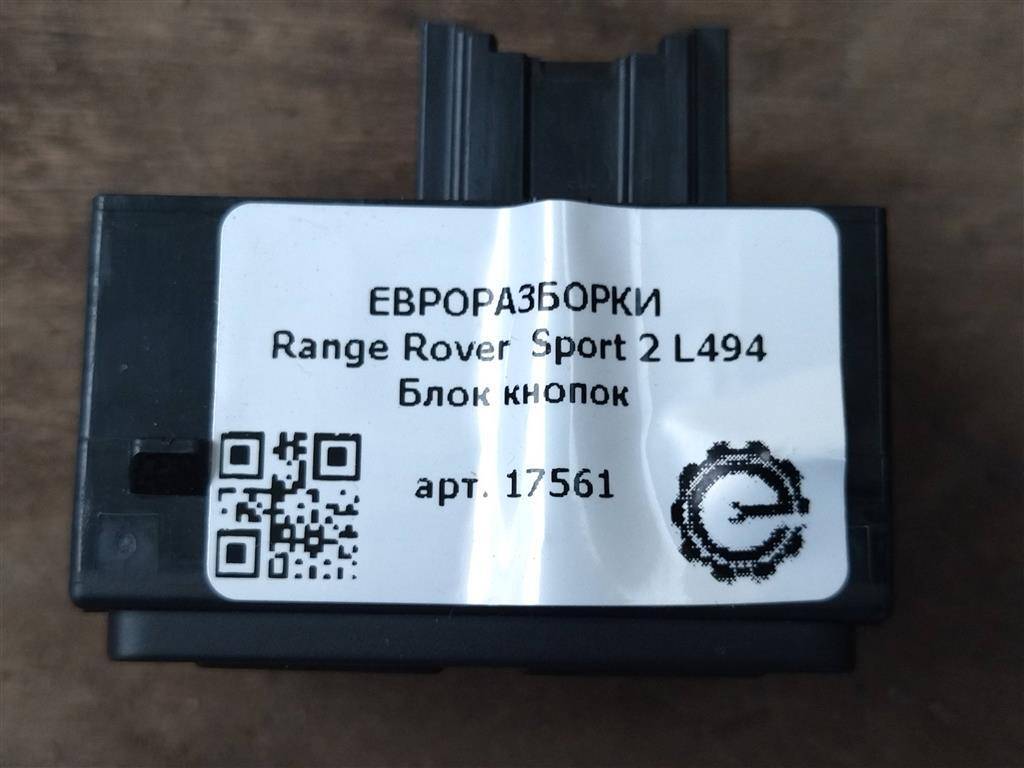 ЕВРОРАЗБОРКИ
Range Rover Sport 2 L494
Блок кнопок
арт. 17561